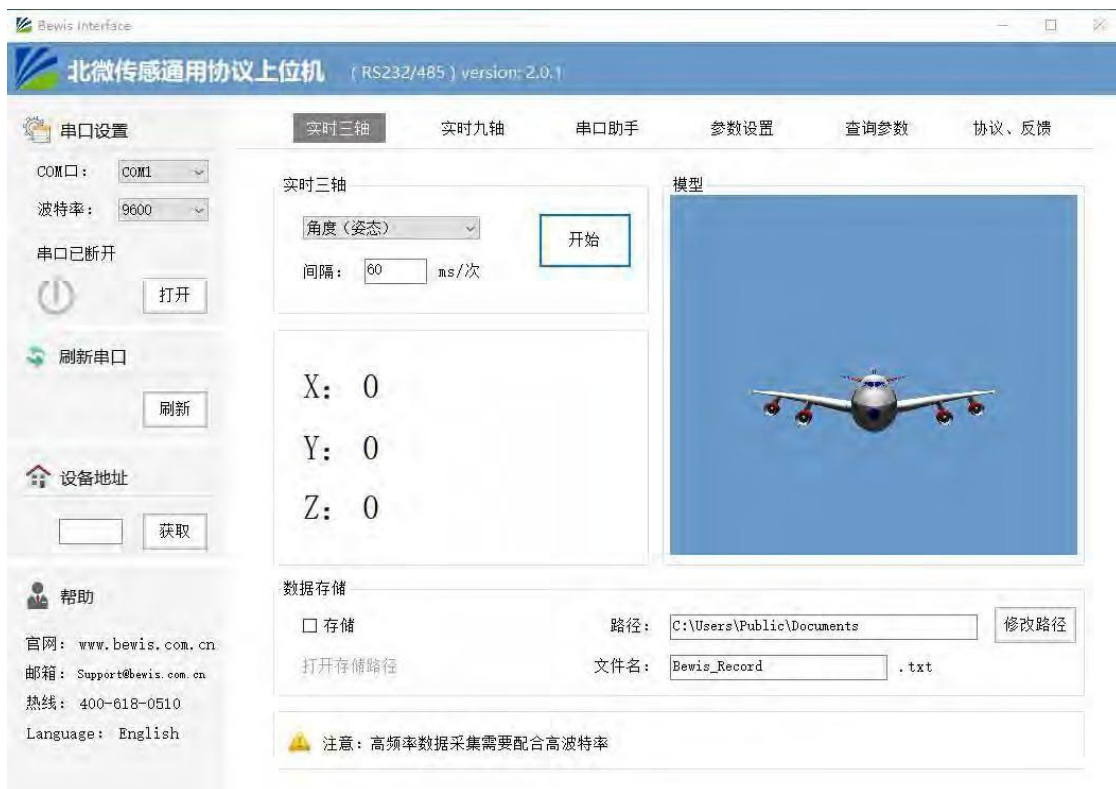 Bewis Interface
北微传感通用协议上位机 (RS232/485) version: 2.0.1
串口设置
COM口: COM1
波特率: 9600
串口已断开
打开
刷新串口
刷新
设备地址
获取
帮助
官网: www.bewis.com.cn
邮箱: Support@bewis.com.cn
热线: 400-618-0510
Language: English
实时三轴 实时九轴 串口助手 参数设置 查询参数 协议、反馈
实时三轴
角度(姿态)
开始
间隔: 60 ms/次
模型
X: 0
Y: 0
Z: 0
数据存储
存储 路径: C:\Users\Public\Documents 修改路径
打开存储路径 文件名: Bewis_Record .txt
注意:高频率数据采集需要配合高波特率